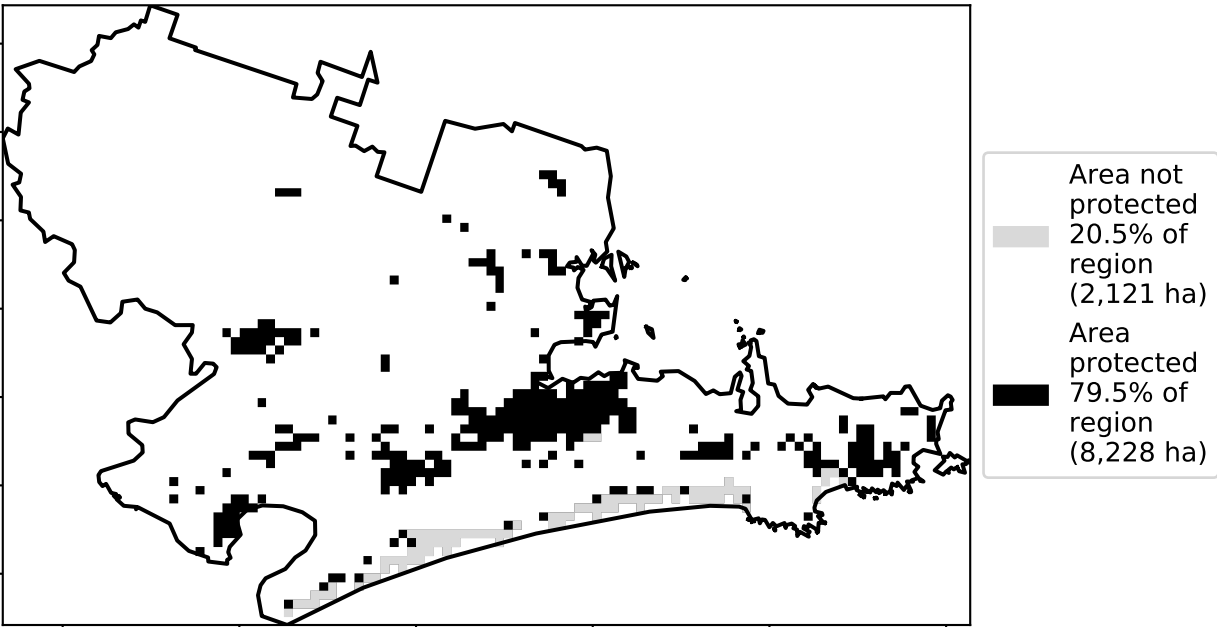 Area not
protected
20.5% of
region
(2,121 ha)
Area
protected
79.5% of
region
(8,228 ha)